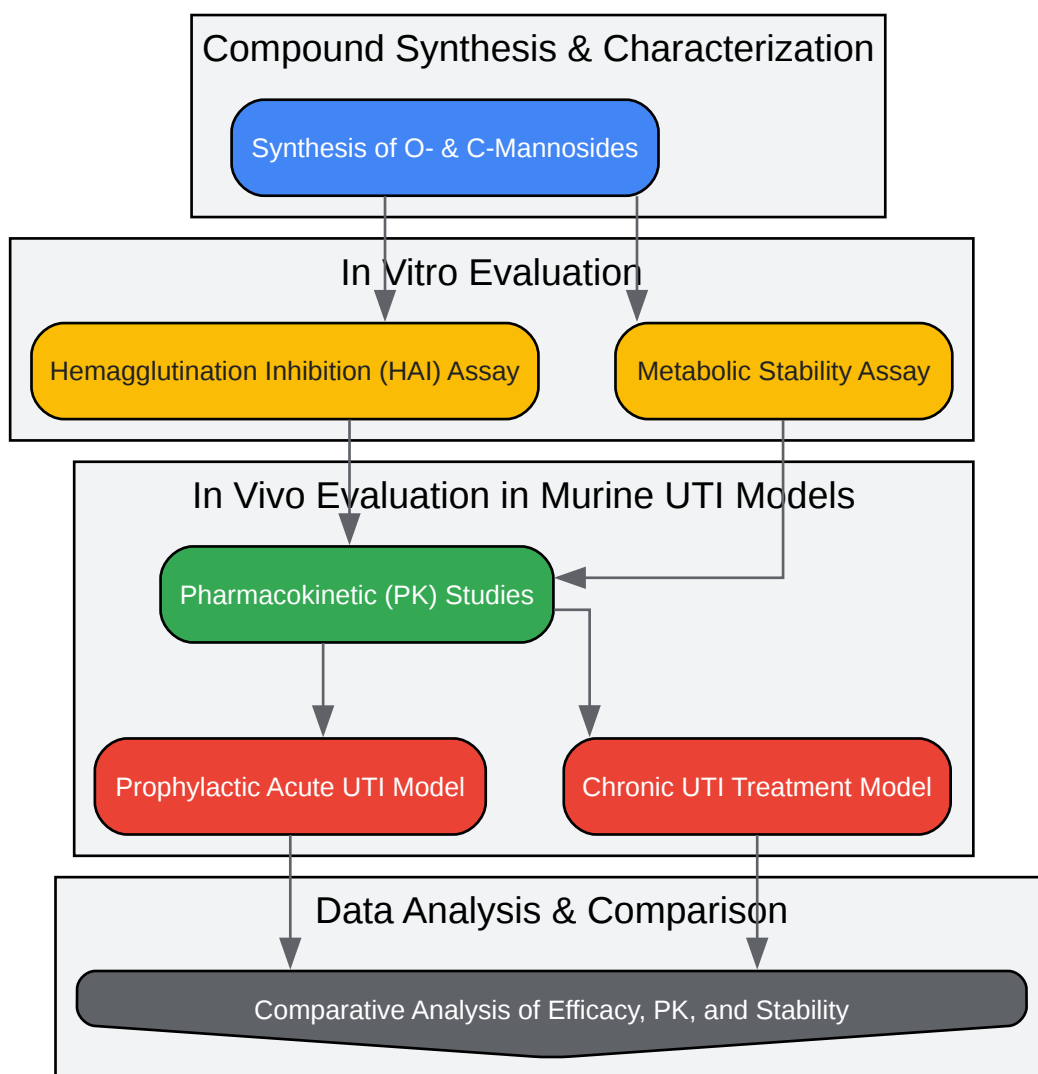 Compound Synthesis & Characterization
Synthesis of O- & C-Mannosides
In Vitro Evaluation
Hemagglutination Inhibition (HAI) Assay
Metabolic Stability Assay
In Vivo Evaluation in Murine UTI Models
Pharmacokinetic (PK) Studies
Prophylactic Acute UTI Model
Chronic UTI Treatment Model
Data Analysis & Comparison
Comparative Analysis of Efficacy, PK, and Stability